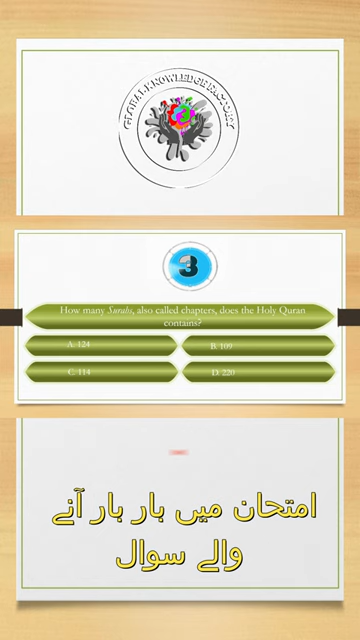 GLOBAL KNOWLEDGE FACTORY
3
How many Surahs, also called chapters, does the Holy Quran
contains?
A. 124
B. 109
C. 114
D. 220
امتحان میں بار بار آنے
والے سوال